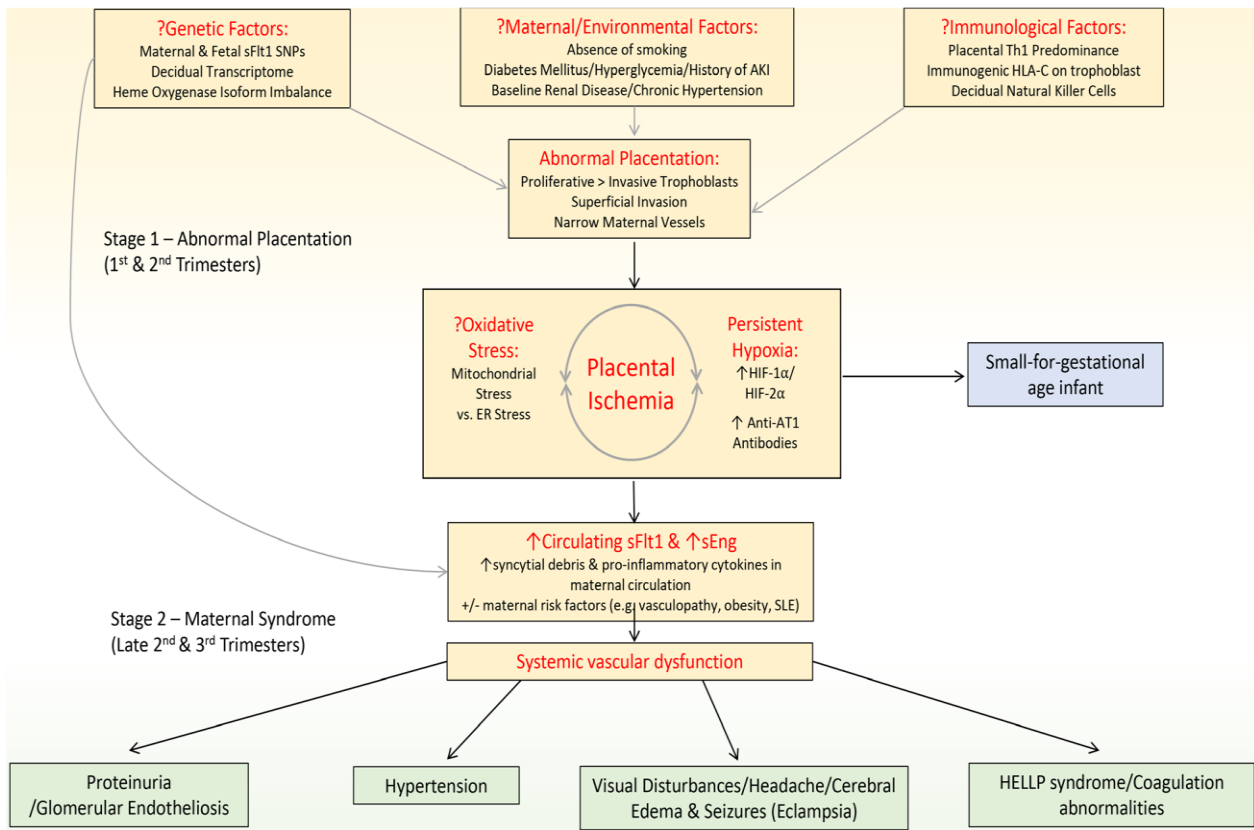 ?Genetic Factors:
Maternal & Fetal sFlt1 SNPs
Decidual Transcriptome
Heme Oxygenase Isoform Imbalance
?Maternal/Environmental Factors:
Absence of smoking
Diabetes Mellitus/Hyperglycemia/History of AKI
Baseline Renal Disease/Chronic Hypertension
?Immunological Factors:
Placental Th1 Predominance
Immunogenic HLA-C on trophoblast
Decidual Natural Killer Cells
Abnormal Placentation:
Proliferative > Invasive Trophoblasts
Superficial Invasion
Narrow Maternal Vessels
Stage 1 – Abnormal Placentation
(1st & 2nd Trimesters)
?Oxidative
Stress:
Mitochondrial
Stress
vs. ER Stress
Placental
Ischemia
Persistent
Hypoxia:
↑HIF-1α/
HIF-2α
↑ Anti-AT1
Antibodies
Small-for-gestational
age infant
↑Circulating sFlt1 & ↑sEng
↑syncytial debris & pro-inflammatory cytokines in
maternal circulation
+/- maternal risk factors (e.g. vasculopathy, obesity, SLE)
Stage 2 – Maternal Syndrome
(Late 2nd & 3rd Trimesters)
Systemic vascular dysfunction
Proteinuria
/Glomerular Endotheliosis
Hypertension
Visual Disturbances/Headache/Cerebral
Edema & Seizures (Eclampsia)
HELLP syndrome/Coagulation
abnormalities